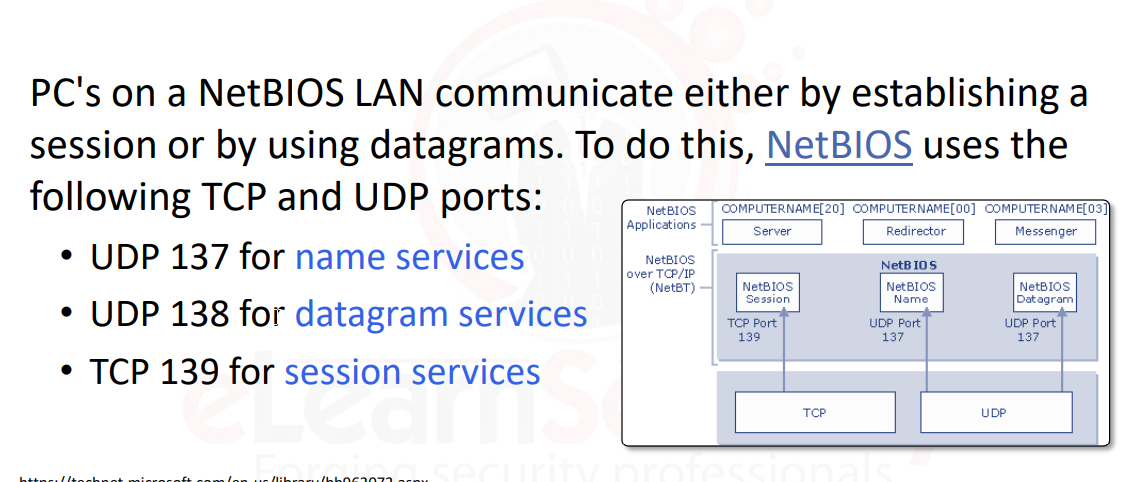 PC's on a NetBIOS LAN communicate either by establishing a
session or by using datagrams. To do this, NetBIOS uses the
following TCP and UDP ports:
• UDP 137 for name services
• UDP 138 for datagram services
• TCP 139 for session services
NetBIOS
Applications
COMPUTERNAME[20] COMPUTERNAME[00] COMPUTERNAME[03]
Server
Redirector
Messenger
NetBIOS
over TCP/IP
(NetBT)
NetBIOS
NetBIOS
Session
NetBIOS
Name
NetBIOS
Datagram
TCP Port
139
UDP Port
137
UDP Port
137
TCP
UDP
eLearnSe
Forging security professionals
https://technet.microsoft.com/en-us/library/bb962072.aspx